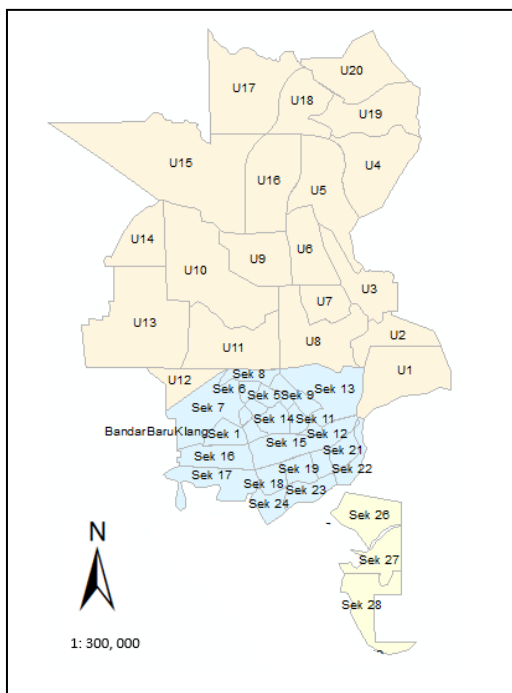 U20
U17
U18
U19
U15
U4
U16
U5
U14
U6
U9
U10
U3
U7
U13
U2
U8
U11
U1
U12
Sek 8
Sek 6
Sek 13
Sek 5
Sek 9
Sek 7
Sek 14
Sek 11
BandarBaruKlang
Sek 1
Sek 12
Sek 15
Sek 21
Sek 16
Sek 19
Sek 22
Sek 17
Sek 18
Sek 23
Sek 24
Sek 26
N
Sek 27
Sek 28
1: 300, 000